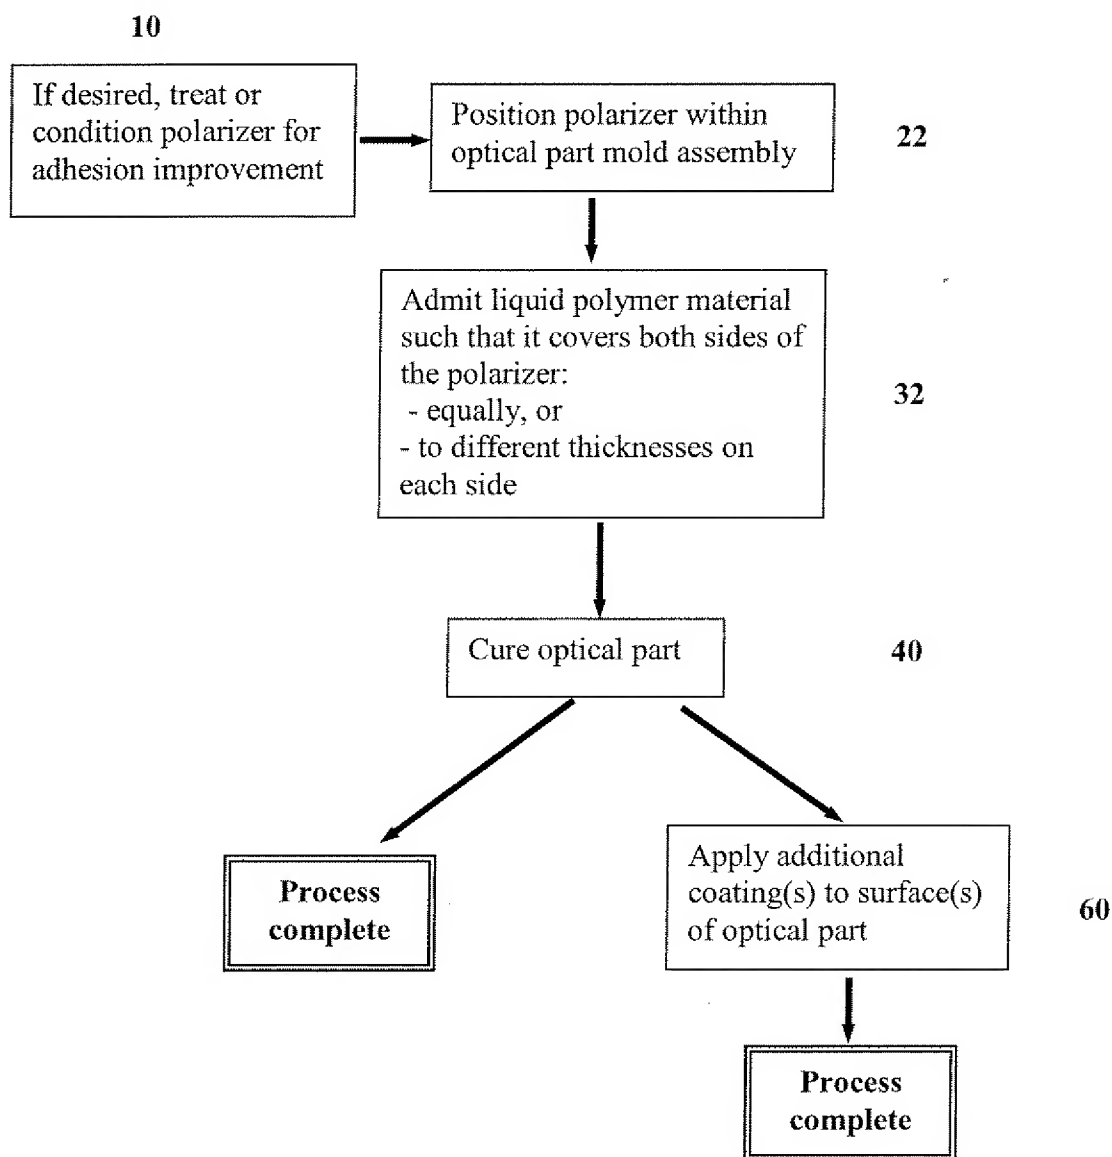 10
If desired, treat or
condition polarizer for
adhesion improvement
Position polarizer within
optical part mold assembly
22
Admit liquid polymer material
such that it covers both sides of
the polarizer:
- equally, or
- to different thicknesses on
each side
32
Cure optical part
40
Process
complete
Apply additional
coating(s) to surface(s)
of optical part
60
Process
complete